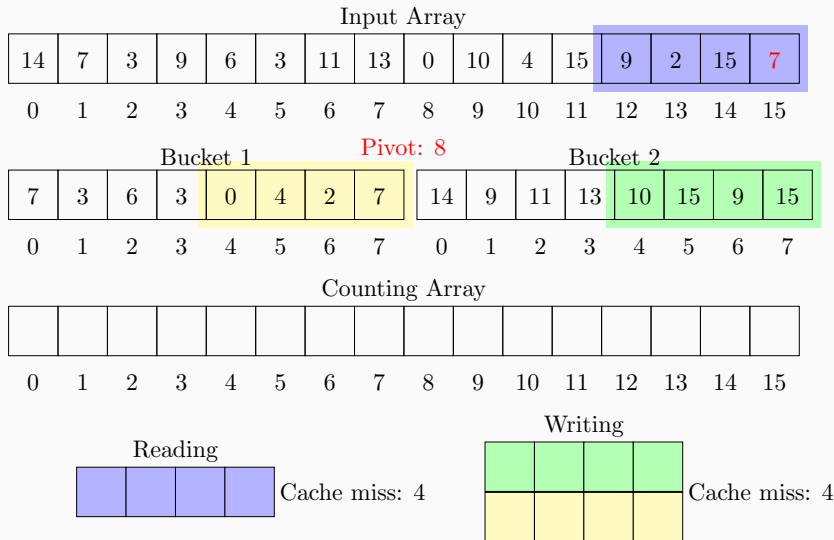 Input Array
14 7 3 9 6 3 11 13 0 10 4 15 9 2 15 7
0 1 2 3 4 5 6 7 8 9 10 11 12 13 14 15
Pivot: 8
Bucket 1 Bucket 2
7 3 6 3 0 4 2 7 14 9 11 13 10 15 9 15
0 1 2 3 4 5 6 7 0 1 2 3 4 5 6 7
Counting Array
0 1 2 3 4 5 6 7 8 9 10 11 12 13 14 15
Writing
Reading
Cache miss: 4 Cache miss: 4